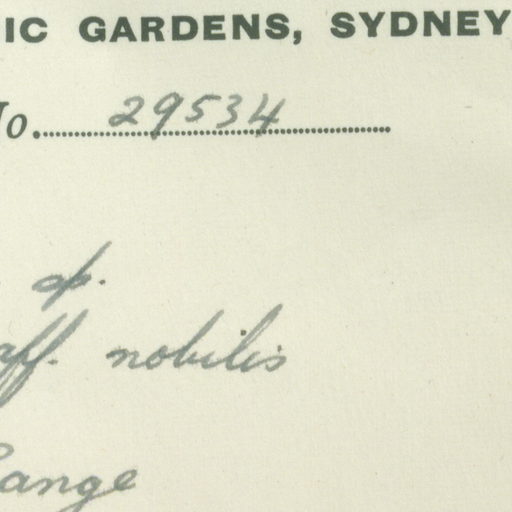 IC GARDENS, SYDNEY
No. 29534
sp.
aff. nobilis
Range